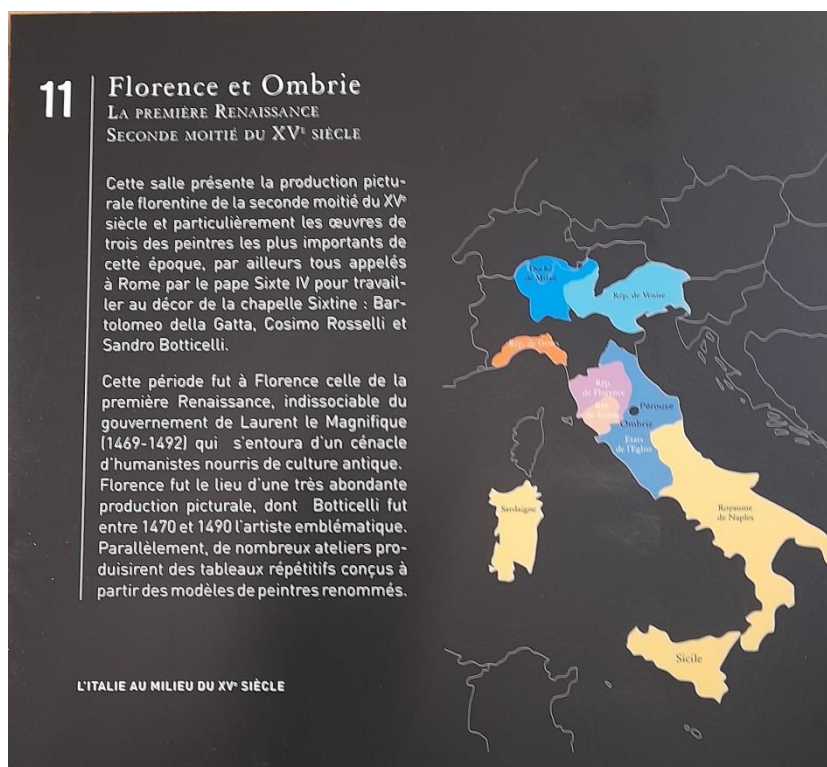 11
Florence et Ombrie
LA PREMIÈRE RENAISSANCE
SECONDE MOITIÉ DU XVE SIÈCLE
Cette salle présente la production pictu-
rale florentine de la seconde moitié du XVe
siècle et particulièrement les œuvres de
trois des peintres les plus importants de
cette époque, par ailleurs tous appelés
à Rome par le pape Sixte IV pour travail-
ler au décor de la chapelle Sixtine : Bar-
tolomeo della Gatta, Cosimo Rosselli et
Sandro Botticelli.
Cette période fut à Florence celle de la
première Renaissance, indissociable du
gouvernement de Laurent le Magnifique
(1469-1492) qui s'entoura d'un cénacle
d'humanistes nourris de culture antique.
Florence fut le lieu d'une très abondante
production picturale, dont Botticelli fut
entre 1470 et 1490 l'artiste emblématique.
Parallèlement, de nombreux ateliers pro-
duisirent des tableaux répétitifs conçus à
partir des modèles de peintres renommés.
L'ITALIE AU MILIEU DU XVe SIÈCLE
Duché
de Milan
Rép. de Venise
Rép. de Gênes
Rép.
de Florence
Rép.
de Sienne
Pérouse
Ombrie
Etats
de l'Eglise
Sardaigne
Royaume
de Naples
Sicile